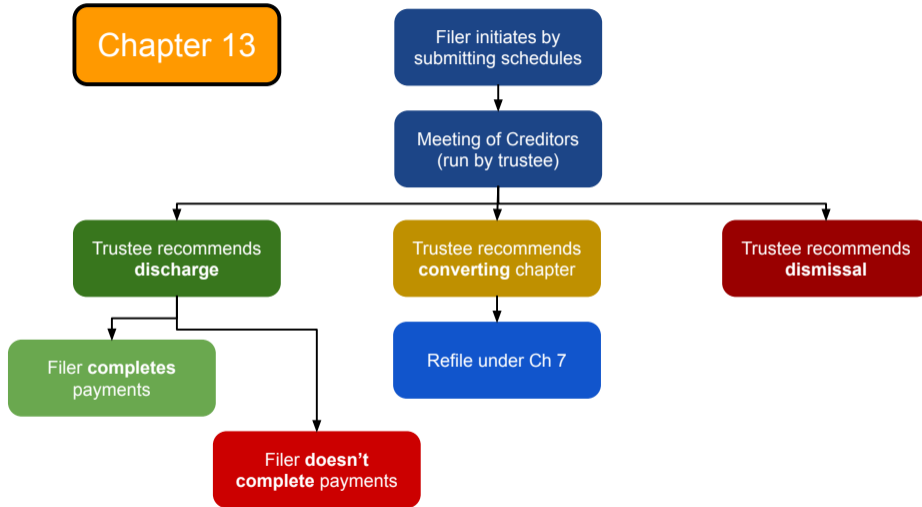 Chapter 13
Filer initiates by
submitting schedules
Meeting of Creditors
(run by trustee)
Trustee recommends
discharge
Trustee recommends
converting chapter
Trustee recommends
dismissal
Filer completes
payments
Refile under Ch 7
Filer doesn’t
complete payments